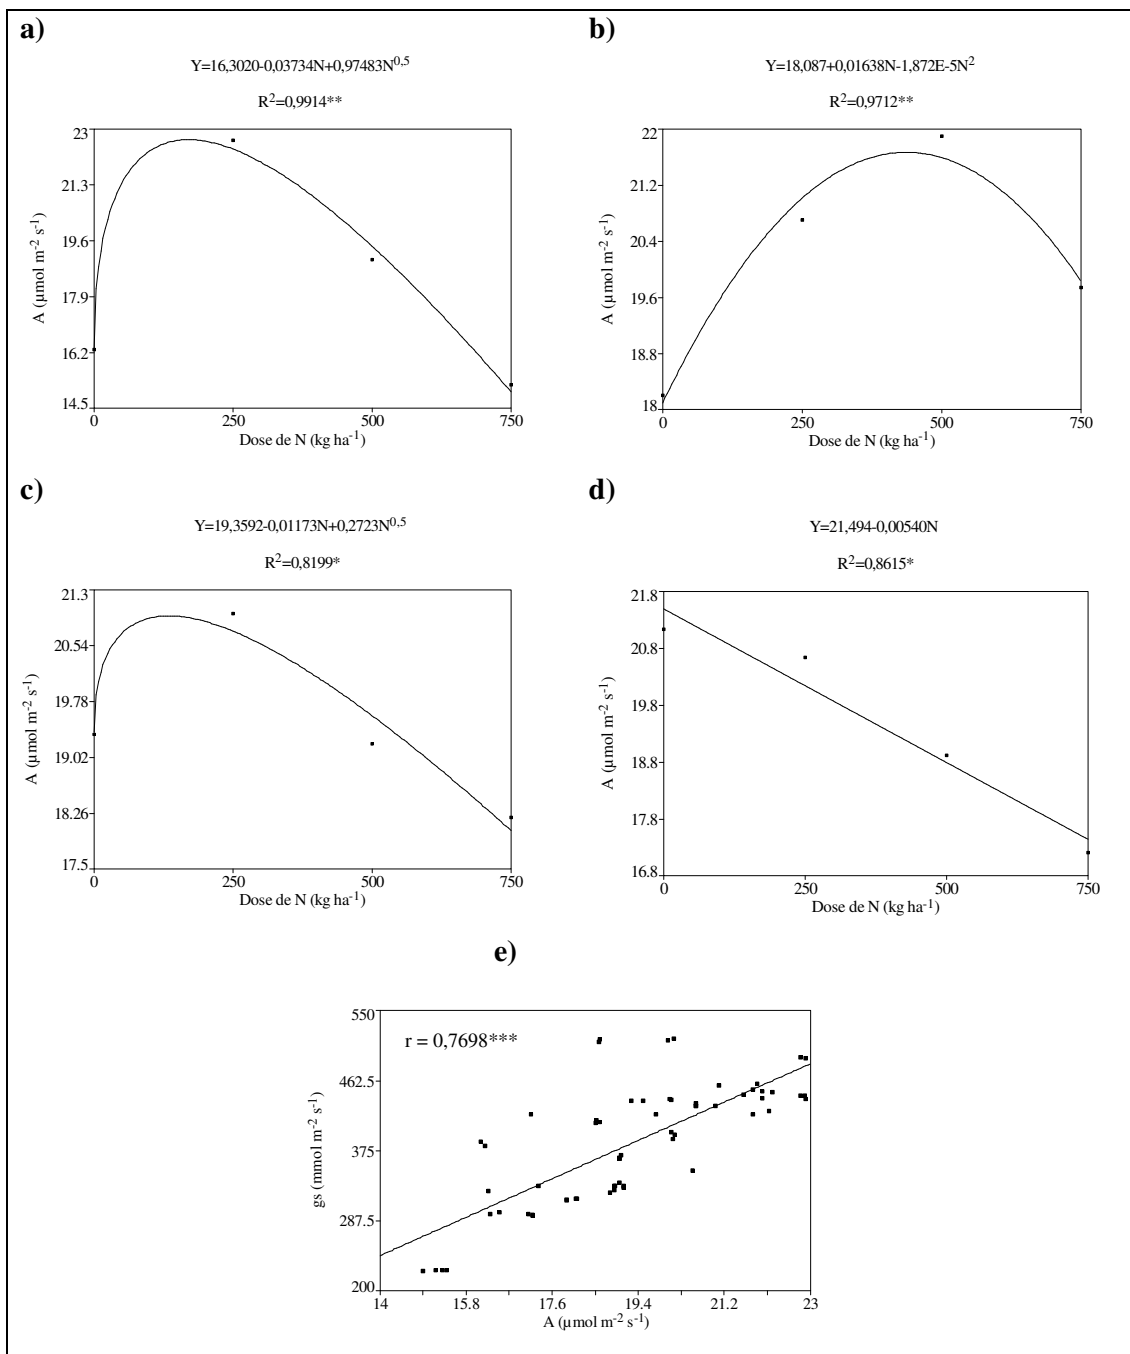 a)
Y=16,3020-0,03734N+0,97483N^0,5
R²=0,9914**
23
21.3
19.6
17.9
16.2
14.5
A (µmol m⁻² s⁻¹)
0 250 500 750
Dose de N (kg ha⁻¹)
b)
Y=18,087+0,01638N-1,872E-5N²
R²=0,9712**
22
21.2
20.4
19.6
18.8
18
A (µmol m⁻² s⁻¹)
0 250 500 750
Dose de N (kg ha⁻¹)
c)
Y=19,3592-0,01173N+0,2723N^0,5
R²=0,8199*
21.3
20.54
19.78
19.02
18.26
17.5
A (µmol m⁻² s⁻¹)
0 250 500 750
Dose de N (kg ha⁻¹)
d)
Y=21,494-0,00540N
R²=0,8615*
21.8
20.8
19.8
18.8
17.8
16.8
A (µmol m⁻² s⁻¹)
0 250 500 750
Dose de N (kg ha⁻¹)
e)
r = 0,7698***
550
462.5
375
287.5
200
gs (mmol m⁻² s⁻¹)
14 15.8 17.6 19.4 21.2 23
A (µmol m⁻² s⁻¹)